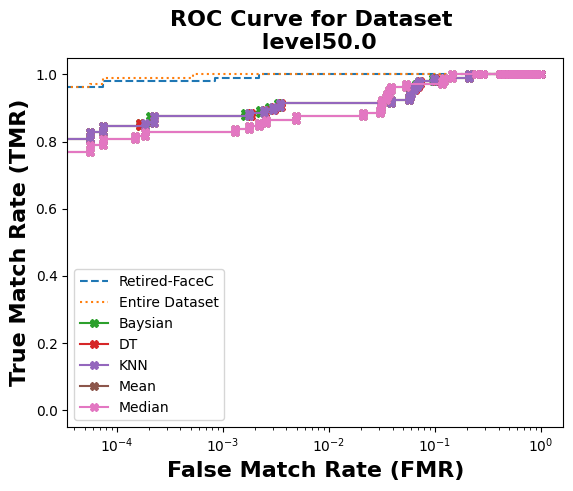 ROC Curve for Dataset
level50.0
True Match Rate (TMR)
1.0
0.8
0.6
0.4
0.2
0.0
Retired-FaceC
Entire Dataset
Baysian
DT
KNN
Mean
Median
10⁻⁴
10⁻³
10⁻²
10⁻¹
10⁰
False Match Rate (FMR)